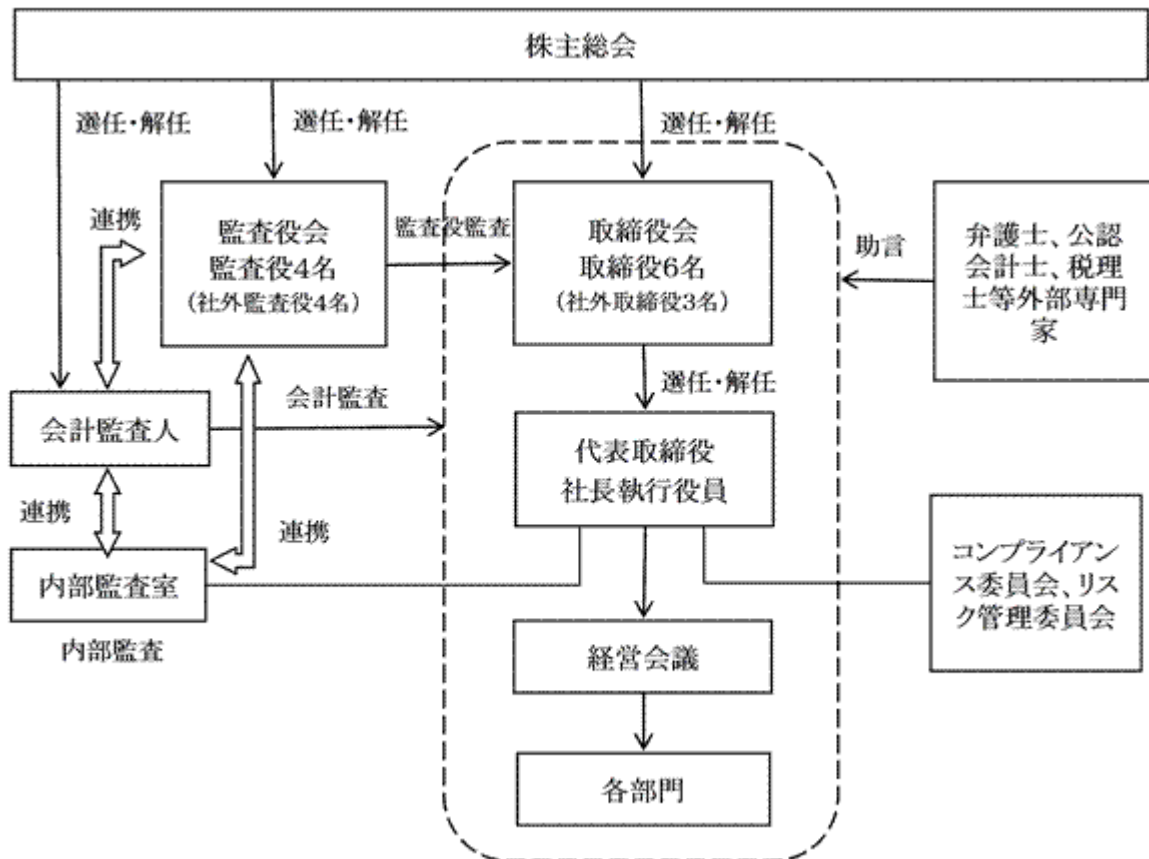 株主総会
選任・解任
選任・解任
選任・解任
連携
監査役会
監査役4名
(社外監査役4名)
監査役監査
取締役会
取締役6名
(社外取締役3名)
助言
弁護士、公認
会計士、税理
士等外部専門
家
選任・解任
会計監査人
会計監査
代表取締役
社長執行役員
連携
連携
内部監査室
内部監査
コンプライアン
ス委員会、リス
ク管理委員会
経営会議
各部門